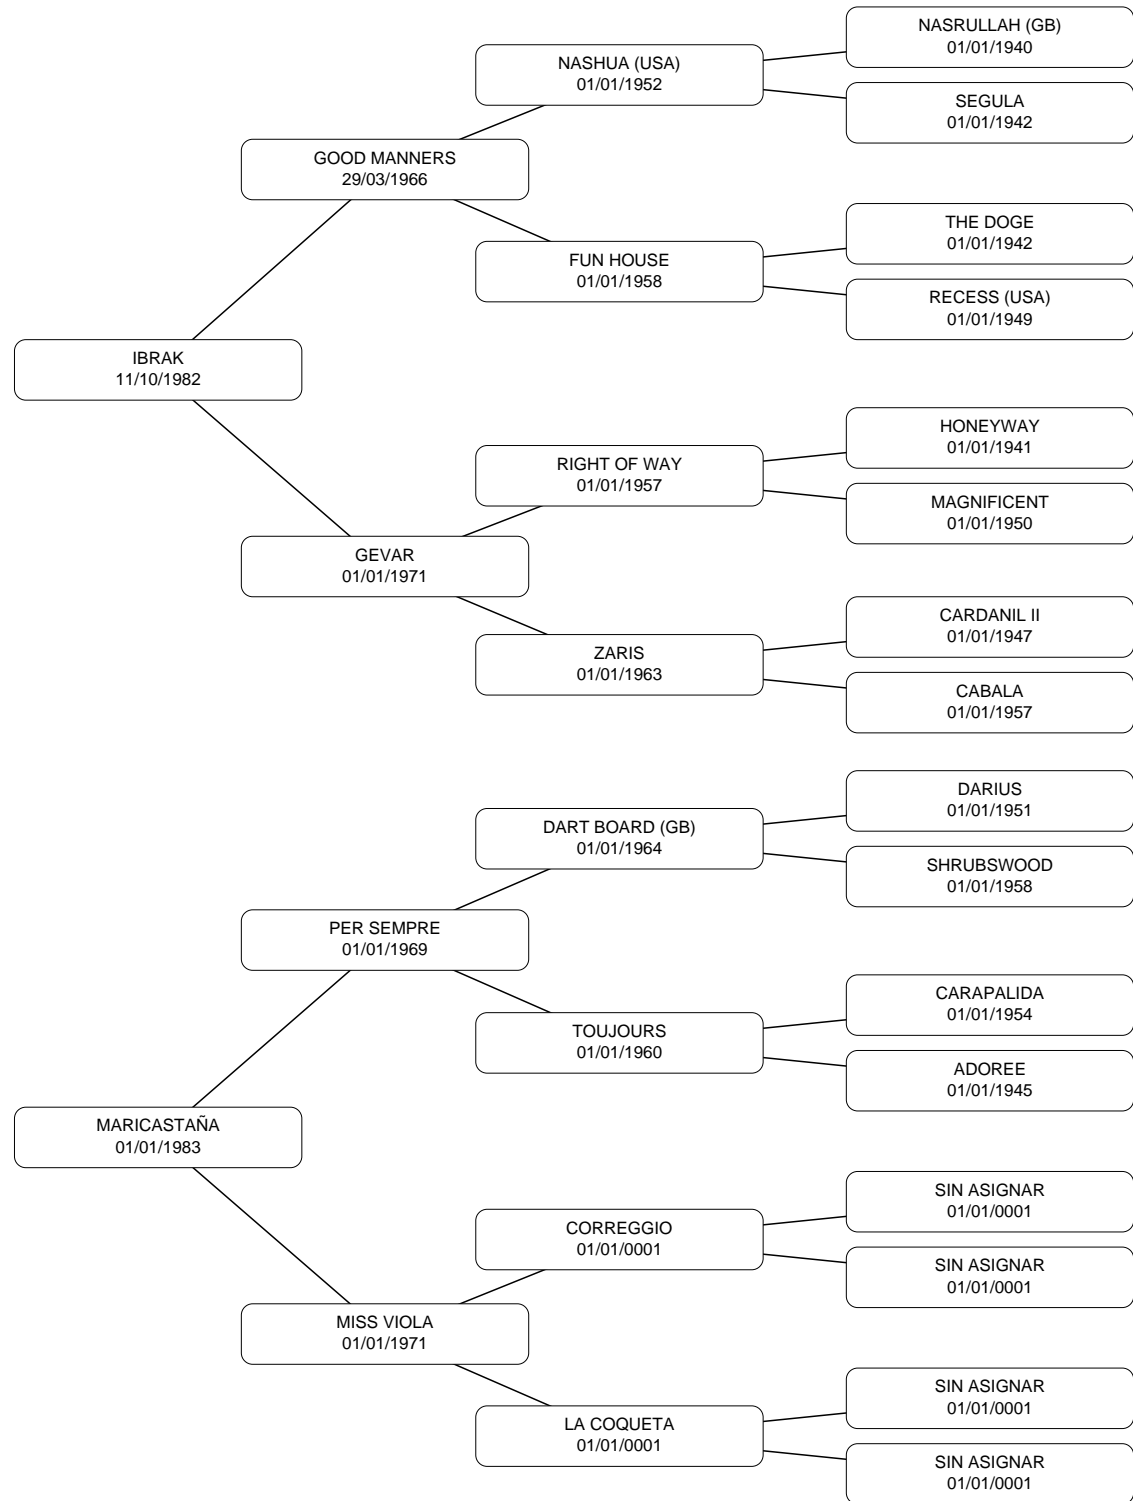 NASRULLAH (GB)
01/01/1940
NASHUA (USA)
01/01/1952
SEGULA
01/01/1942
GOOD MANNERS
29/03/1966
THE DOGE
01/01/1942
FUN HOUSE
01/01/1958
RECESS (USA)
01/01/1949
IBRAK
11/10/1982
HONEYWAY
01/01/1941
RIGHT OF WAY
01/01/1957
MAGNIFICENT
01/01/1950
GEVAR
01/01/1971
CARDANIL II
01/01/1947
ZARIS
01/01/1963
CABALA
01/01/1957
DARIUS
01/01/1951
DART BOARD (GB)
01/01/1964
SHRUBSWOOD
01/01/1958
PER SEMPRE
01/01/1969
CARAPALIDA
01/01/1954
TOUJOURS
01/01/1960
ADOREE
01/01/1945
MARICASTAÑA
01/01/1983
SIN ASIGNAR
01/01/0001
CORREGGIO
01/01/0001
SIN ASIGNAR
01/01/0001
MISS VIOLA
01/01/1971
SIN ASIGNAR
01/01/0001
LA COQUETA
01/01/0001
SIN ASIGNAR
01/01/0001